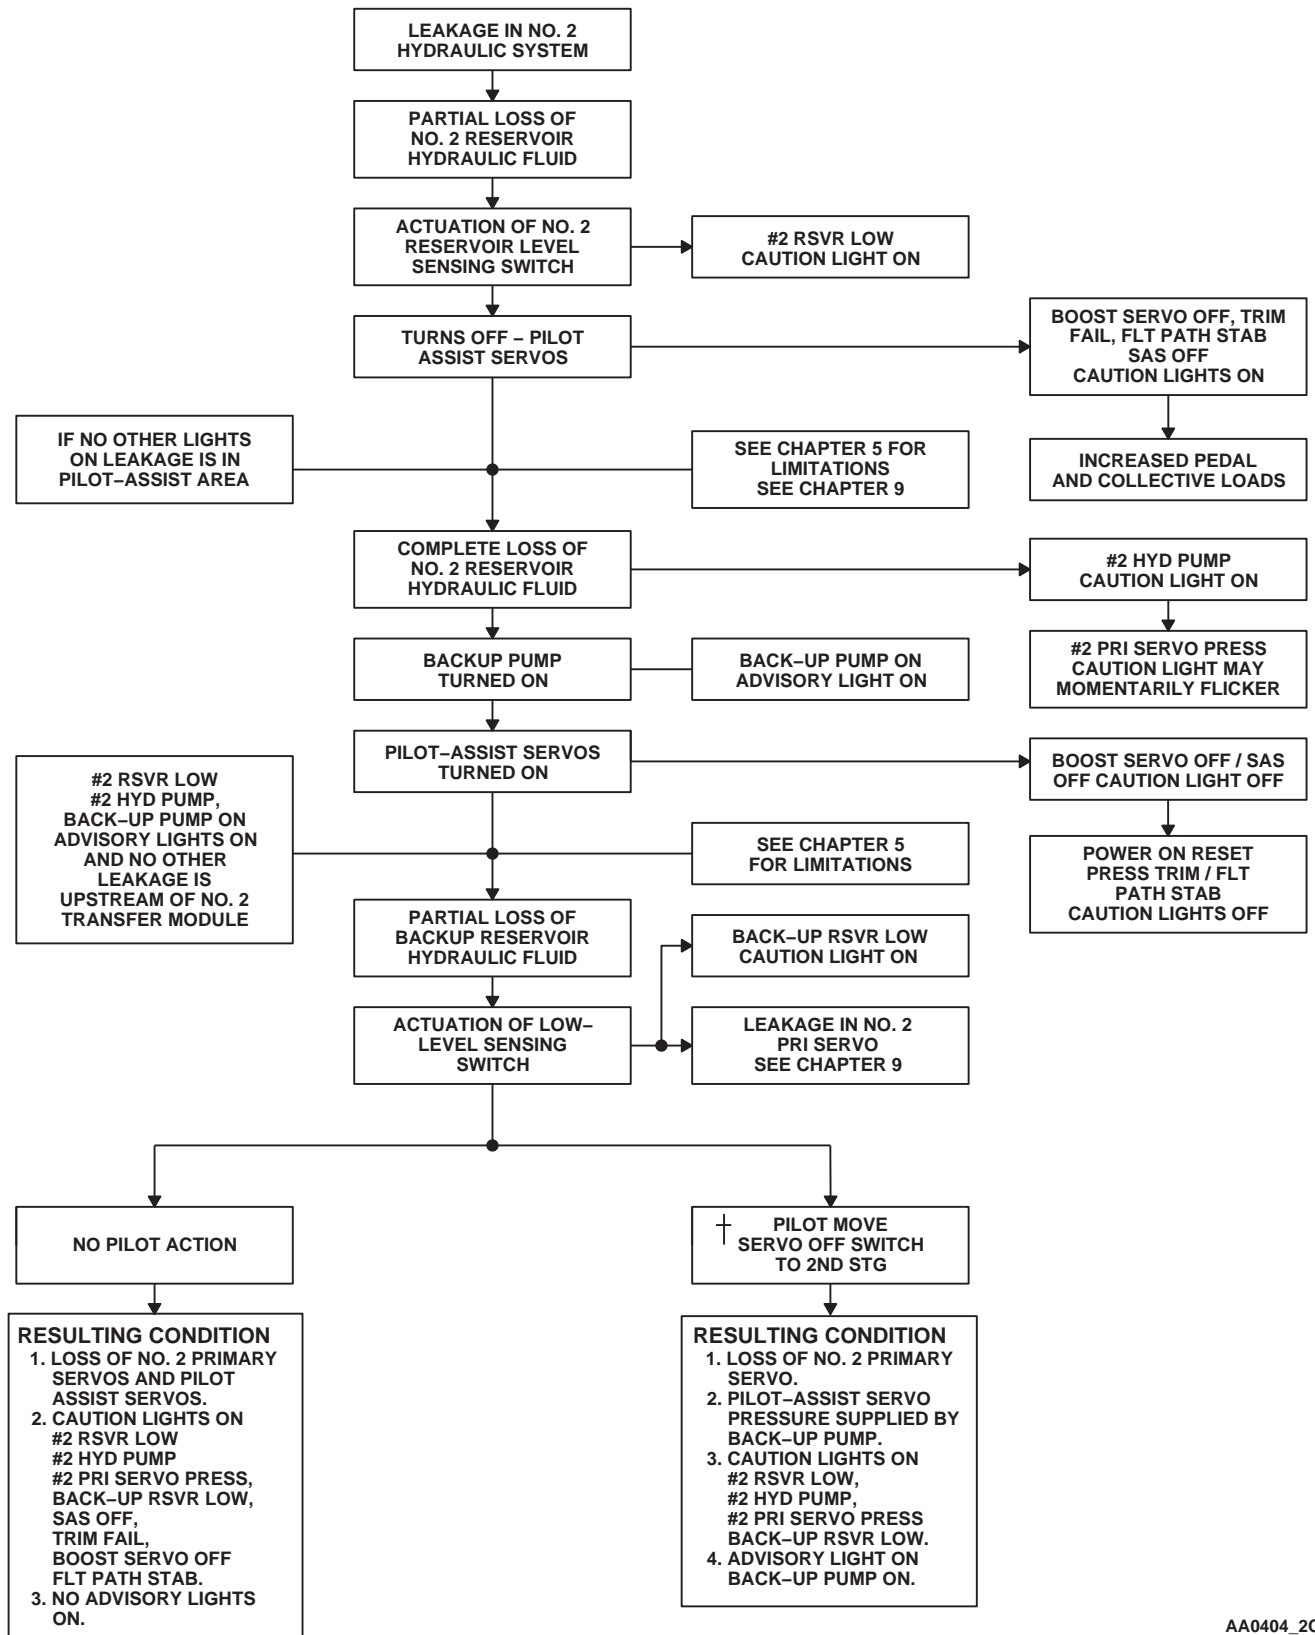 LEAKAGE IN NO. 2
HYDRAULIC SYSTEM
PARTIAL LOSS OF
NO. 2 RESERVOIR
HYDRAULIC FLUID
ACTUATION OF NO. 2
RESERVOIR LEVEL
SENSING SWITCH
#2 RSVR LOW
CAUTION LIGHT ON
TURNS OFF – PILOT
ASSIST SERVOS
BOOST SERVO OFF, TRIM
FAIL, FLT PATH STAB
SAS OFF
CAUTION LIGHTS ON
IF NO OTHER LIGHTS
ON LEAKAGE IS IN
PILOT–ASSIST AREA
SEE CHAPTER 5 FOR
LIMITATIONS
SEE CHAPTER 9
INCREASED PEDAL
AND COLLECTIVE LOADS
COMPLETE LOSS OF
NO. 2 RESERVOIR
HYDRAULIC FLUID
#2 HYD PUMP
CAUTION LIGHT ON
BACKUP PUMP
TURNED ON
BACK–UP PUMP ON
ADVISORY LIGHT ON
#2 PRI SERVO PRESS
CAUTION LIGHT MAY
MOMENTARILY FLICKER
PILOT–ASSIST SERVOS
TURNED ON
BOOST SERVO OFF / SAS
OFF CAUTION LIGHT OFF
#2 RSVR LOW
#2 HYD PUMP,
BACK–UP PUMP ON
ADVISORY LIGHTS ON
AND NO OTHER
LEAKAGE IS
UPSTREAM OF NO. 2
TRANSFER MODULE
SEE CHAPTER 5
FOR LIMITATIONS
POWER ON RESET
PRESS TRIM / FLT
PATH STAB
CAUTION LIGHTS OFF
PARTIAL LOSS OF
BACKUP RESERVOIR
HYDRAULIC FLUID
BACK–UP RSVR LOW
CAUTION LIGHT ON
ACTUATION OF LOW–
LEVEL SENSING
SWITCH
LEAKAGE IN NO. 2
PRI SERVO
SEE CHAPTER 9
NO PILOT ACTION
† PILOT MOVE
SERVO OFF SWITCH
TO 2ND STG
RESULTING CONDITION
1. LOSS OF NO. 2 PRIMARY
SERVOS AND PILOT
ASSIST SERVOS.
2. CAUTION LIGHTS ON
#2 RSVR LOW
#2 HYD PUMP
#2 PRI SERVO PRESS,
BACK–UP RSVR LOW,
SAS OFF,
TRIM FAIL,
BOOST SERVO OFF
FLT PATH STAB.
3. NO ADVISORY LIGHTS
ON.
RESULTING CONDITION
1. LOSS OF NO. 2 PRIMARY
SERVO.
2. PILOT–ASSIST SERVO
PRESSURE SUPPLIED BY
BACK–UP PUMP.
3. CAUTION LIGHTS ON
#2 RSVR LOW,
#2 HYD PUMP,
#2 PRI SERVO PRESS
BACK–UP RSVR LOW.
4. ADVISORY LIGHT ON
BACK–UP PUMP ON.